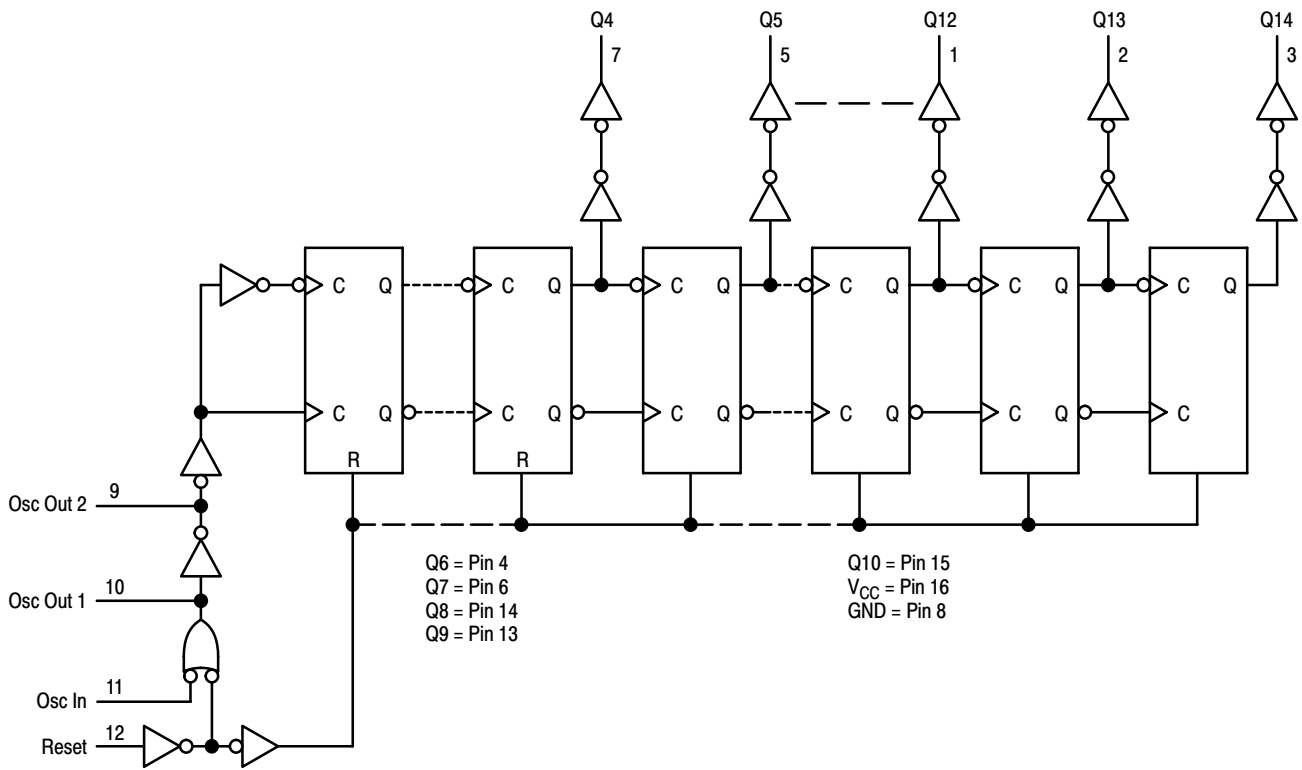 Q4 Q5 Q12 Q13 Q14
7 5 1 2 3
C Q C Q C Q C Q C Q C Q
C Q C Q C Q C Q C Q C
R R
Osc Out 2 9
Osc Out 1 10
Osc In 11
Reset 12
Q6 = Pin 4
Q7 = Pin 6
Q8 = Pin 14
Q9 = Pin 13
Q10 = Pin 15
VCC = Pin 16
GND = Pin 8